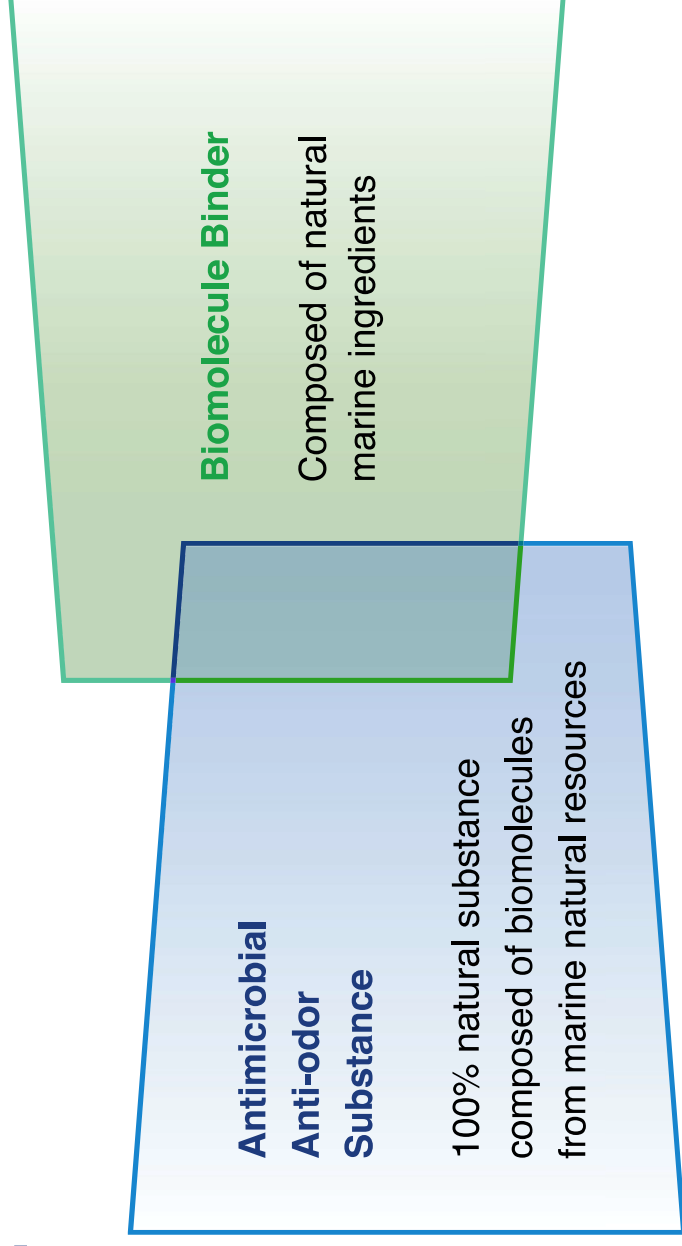 Antimicrobial
Anti-odor
Substance
100% natural substance
composed of biomolecules
from marine natural resources
Biomolecule Binder
Composed of natural
marine ingredients